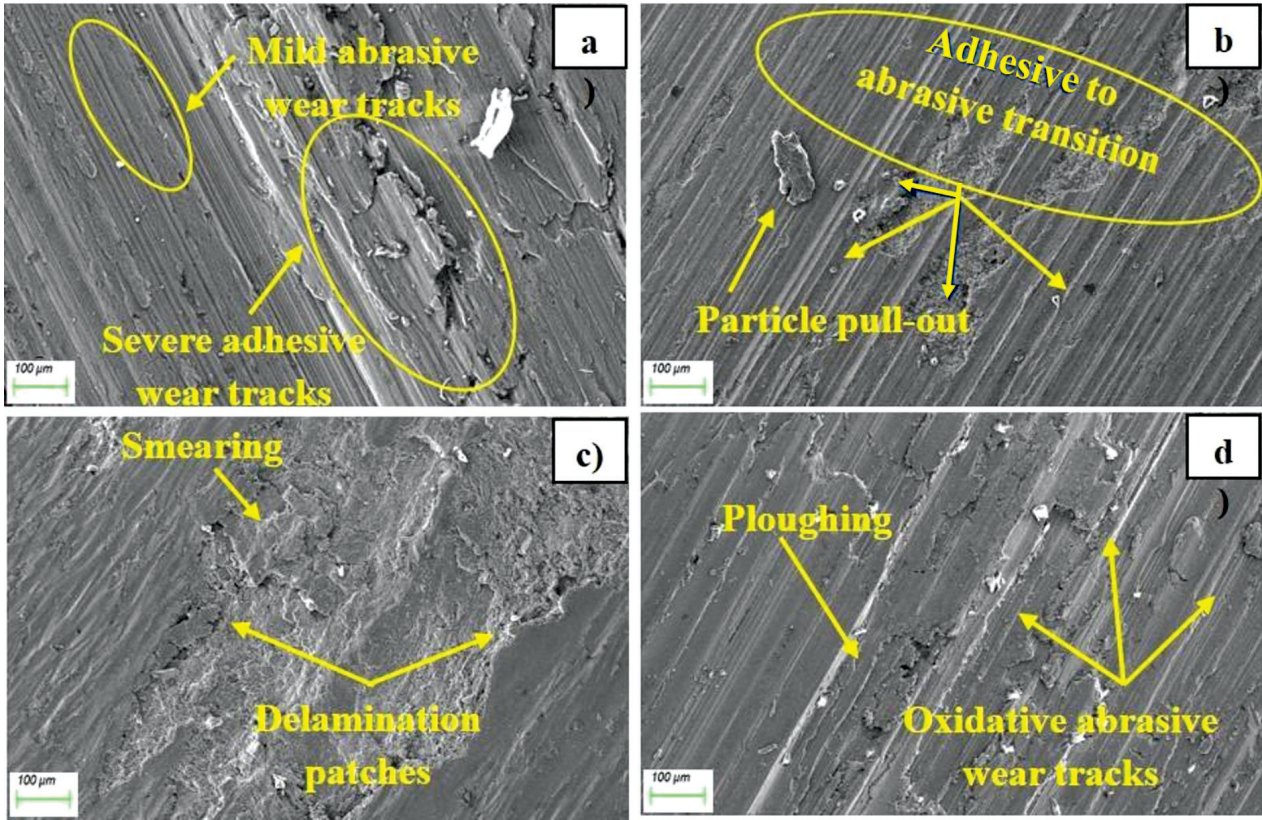 a
)
Mild abrasive
wear tracks
Severe adhesive
wear tracks
100 µm
b
)
Adhesive to
abrasive transition
Particle pull-out
100 µm
c)
Smearing
Delamination
patches
100 µm
d
)
Ploughing
Oxidative abrasive
wear tracks
100 µm